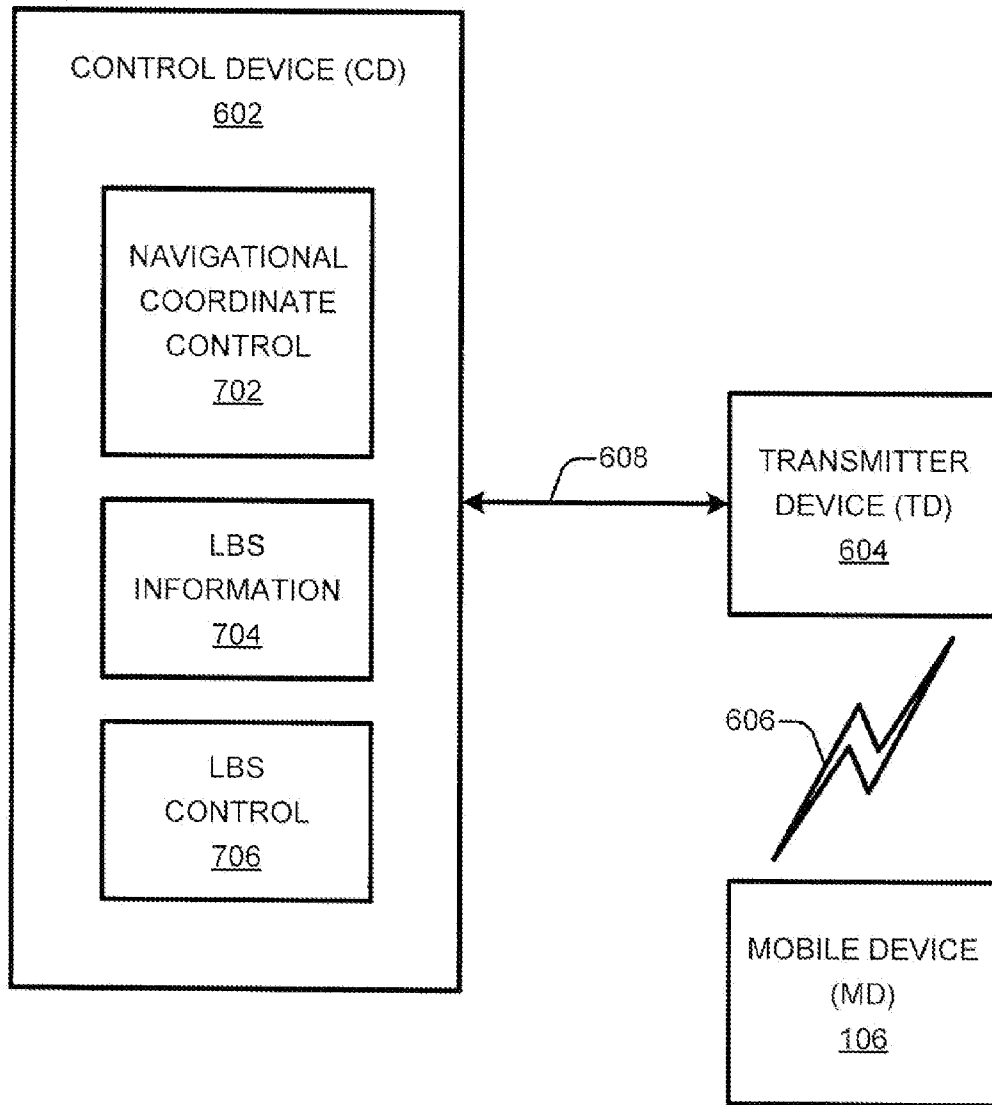 CONTROL DEVICE (CD)
602
NAVIGATIONAL
COORDINATE
CONTROL
702
LBS
INFORMATION
704
LBS
CONTROL
706
608
TRANSMITTER
DEVICE (TD)
604
606
MOBILE DEVICE
(MD)
106